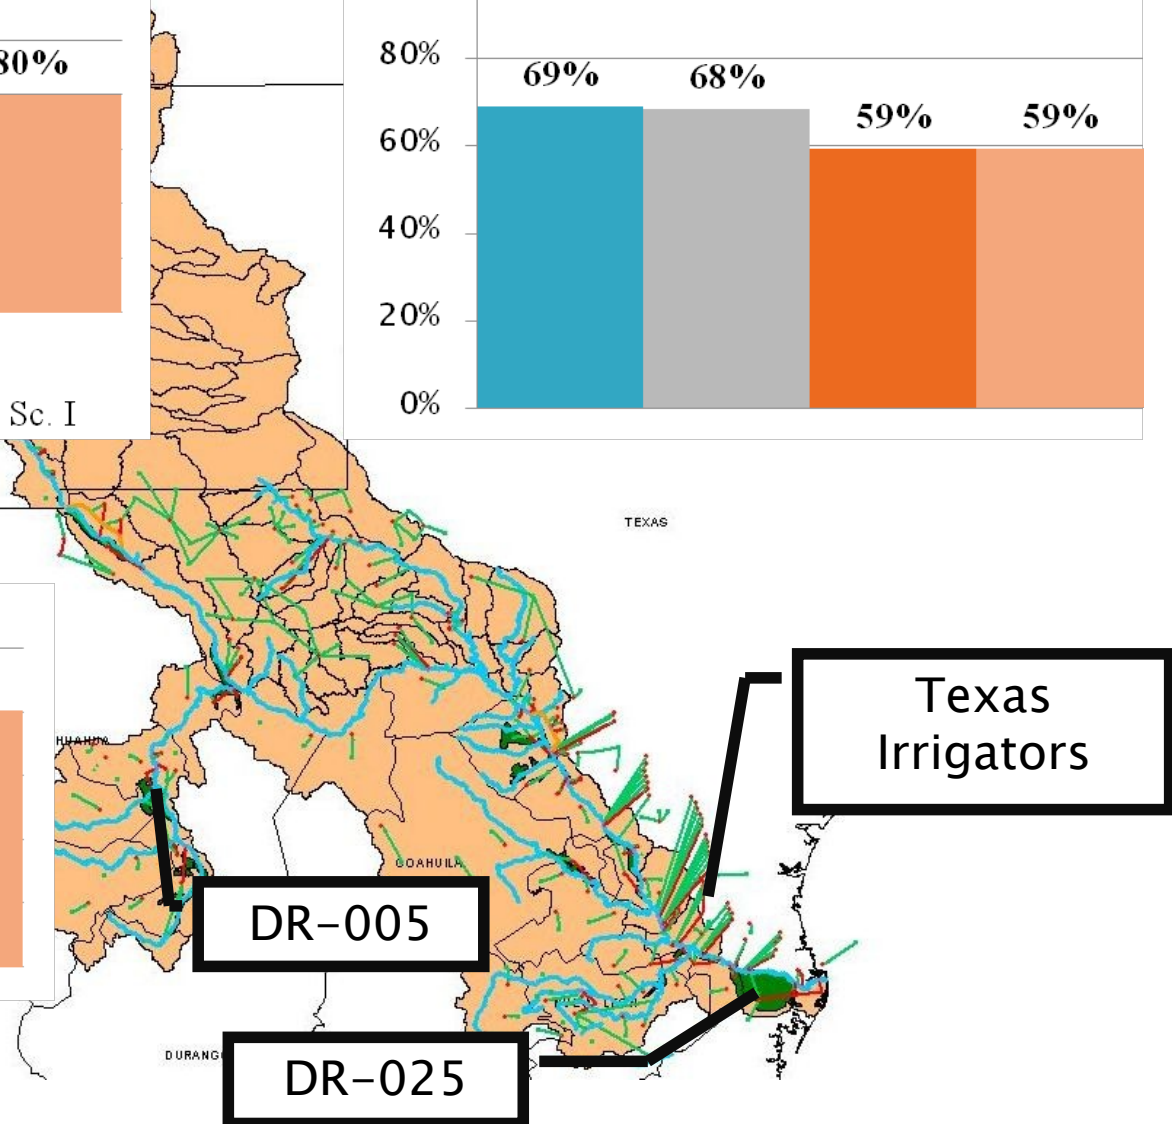 80%
Sc. I
80%
60%
40%
20%
0%
69%
68%
59%
59%
TEXAS
Texas
Irrigators
COAHUILA
DR-005
DR-025